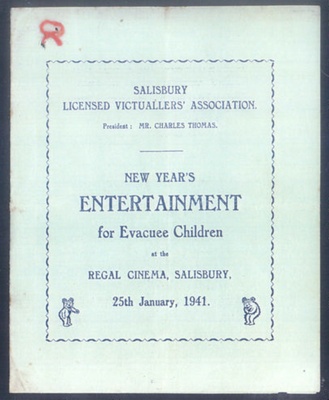 R
SALISBURY
LICENSED VICTUALLERS' ASSOCIATION.
President : MR. CHARLES THOMAS.
NEW YEAR'S
ENTERTAINMENT
for Evacuee Children
at the
REGAL CINEMA, SALISBURY,
25th January, 1941.